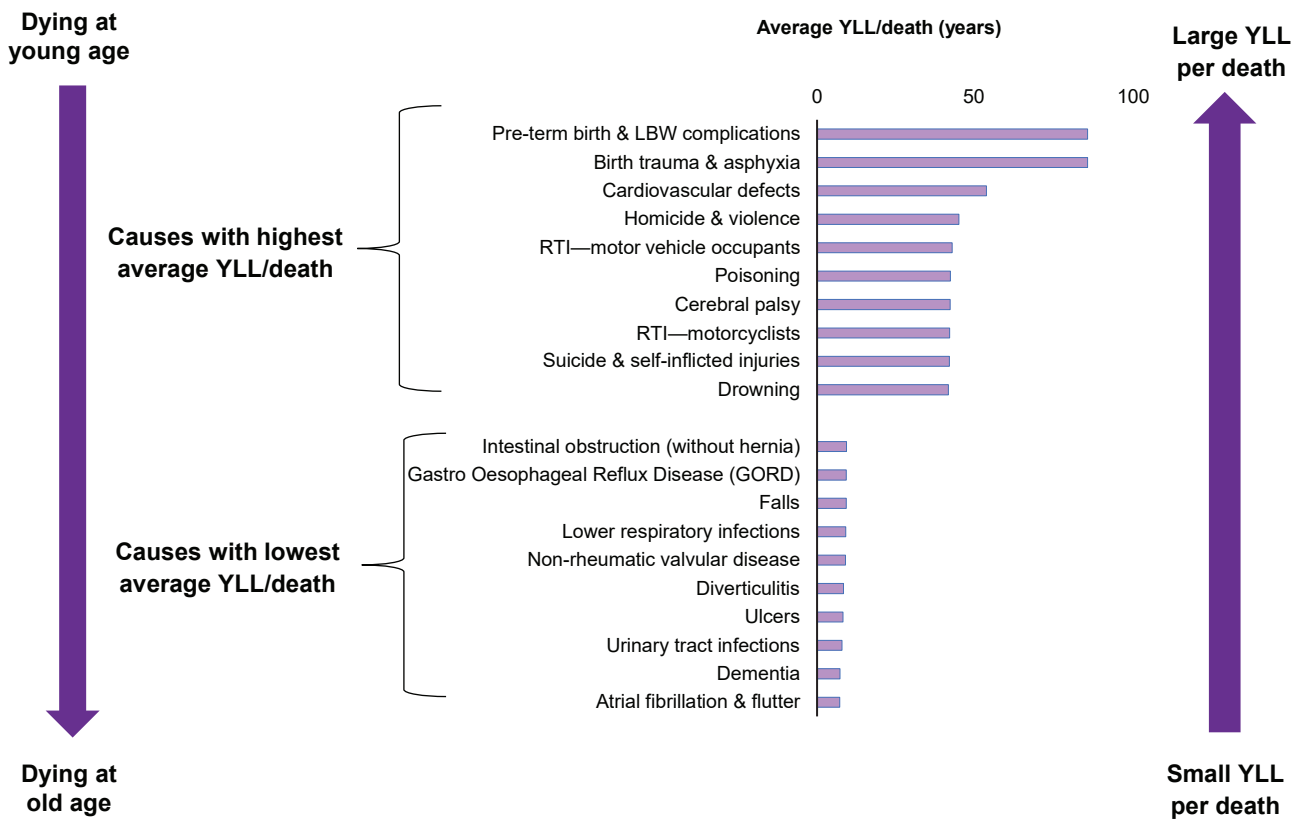 Dying at
young age
Average YLL/death (years)
Large YLL
per death
0
50
100
Pre-term birth & LBW complications
Birth trauma & asphyxia
Cardiovascular defects
Homicide & violence
RTI—motor vehicle occupants
Poisoning
Cerebral palsy
RTI—motorcyclists
Suicide & self-inflicted injuries
Drowning
Causes with highest
average YLL/death
Intestinal obstruction (without hernia)
Gastro Oesophageal Reflux Disease (GORD)
Falls
Lower respiratory infections
Non-rheumatic valvular disease
Diverticulitis
Ulcers
Urinary tract infections
Dementia
Atrial fibrillation & flutter
Causes with lowest
average YLL/death
Dying at
old age
Small YLL
per death